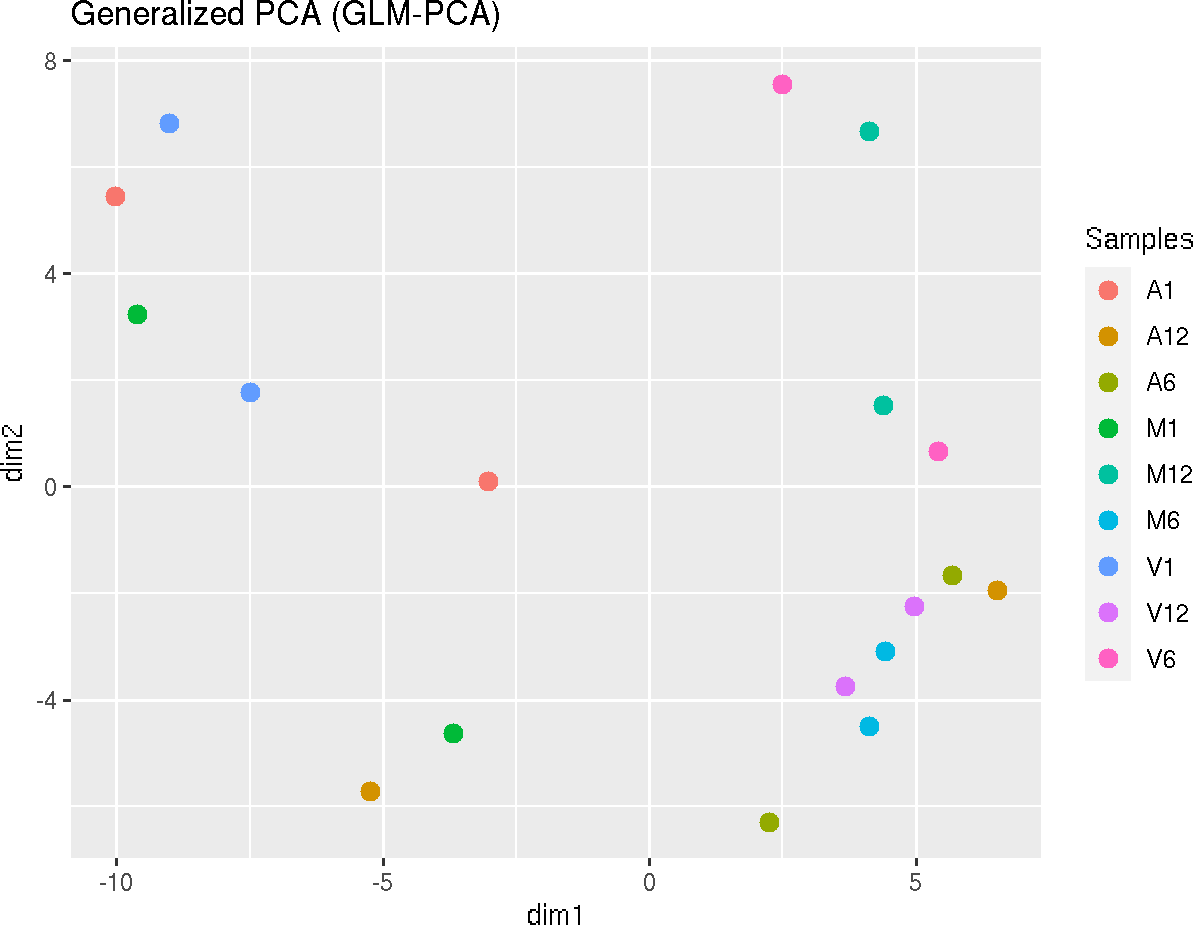 Generalized PCA (GLM-PCA)
8
4
0
-4
dim2
-10
-5
0
5
dim1
Samples
A1
A12
A6
M1
M12
M6
V1
V12
V6